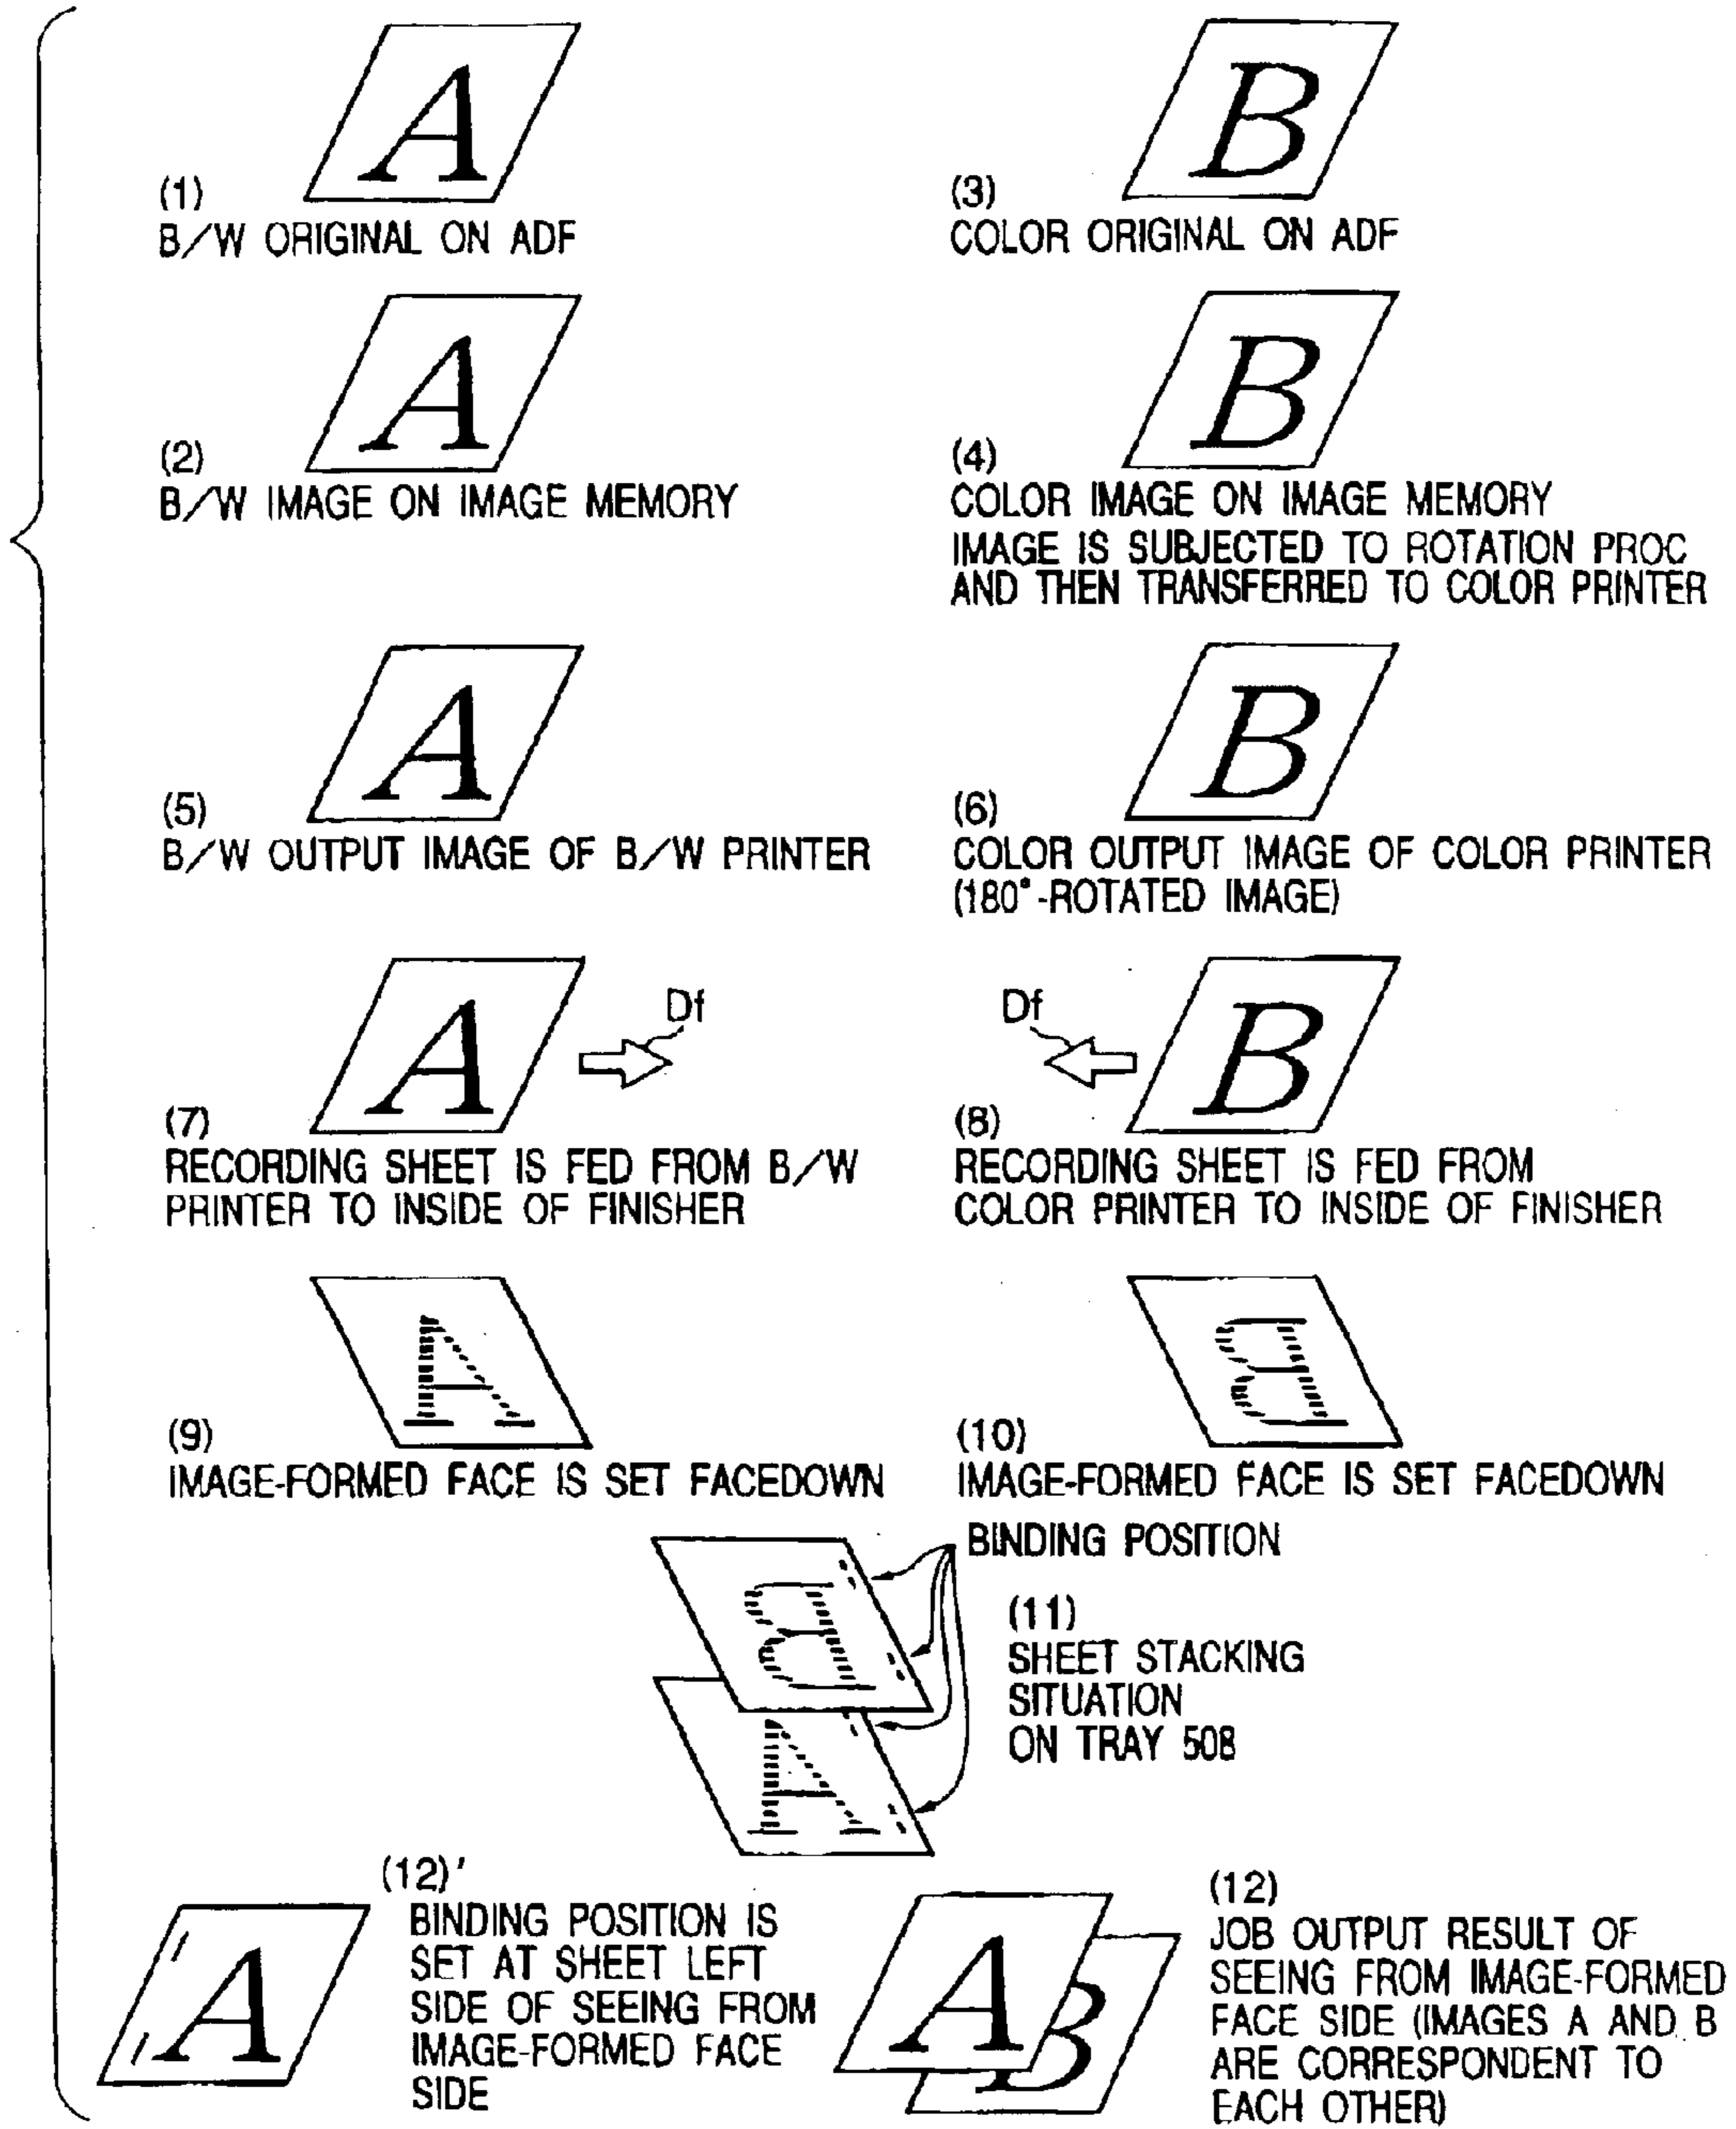 A
(1)
B/W ORIGINAL ON ADF
B
(3)
COLOR ORIGINAL ON ADF
A
(2)
B/W IMAGE ON IMAGE MEMORY
B
(4)
COLOR IMAGE ON IMAGE MEMORY
IMAGE IS SUBJECTED TO ROTATION PROC
AND THEN TRANSFERRED TO COLOR PRINTER
A
(5)
B/W OUTPUT IMAGE OF B/W PRINTER
B
(6)
COLOR OUTPUT IMAGE OF COLOR PRINTER
(180°-ROTATED IMAGE)
A
Df
(7)
RECORDING SHEET IS FED FROM B/W
PRINTER TO INSIDE OF FINISHER
Df
B
(8)
RECORDING SHEET IS FED FROM
COLOR PRINTER TO INSIDE OF FINISHER
A
(9)
IMAGE-FORMED FACE IS SET FACEDOWN
B
(10)
IMAGE-FORMED FACE IS SET FACEDOWN
BINDING POSITION
B
A
(11)
SHEET STACKING
SITUATION
ON TRAY 508
A
(12)'
BINDING POSITION IS
SET AT SHEET LEFT
SIDE OF SEEING FROM
IMAGE-FORMED FACE
SIDE
A
B
(12)
JOB OUTPUT RESULT OF
SEEING FROM IMAGE-FORMED
FACE SIDE (IMAGES A AND B
ARE CORRESPONDENT TO
EACH OTHER)